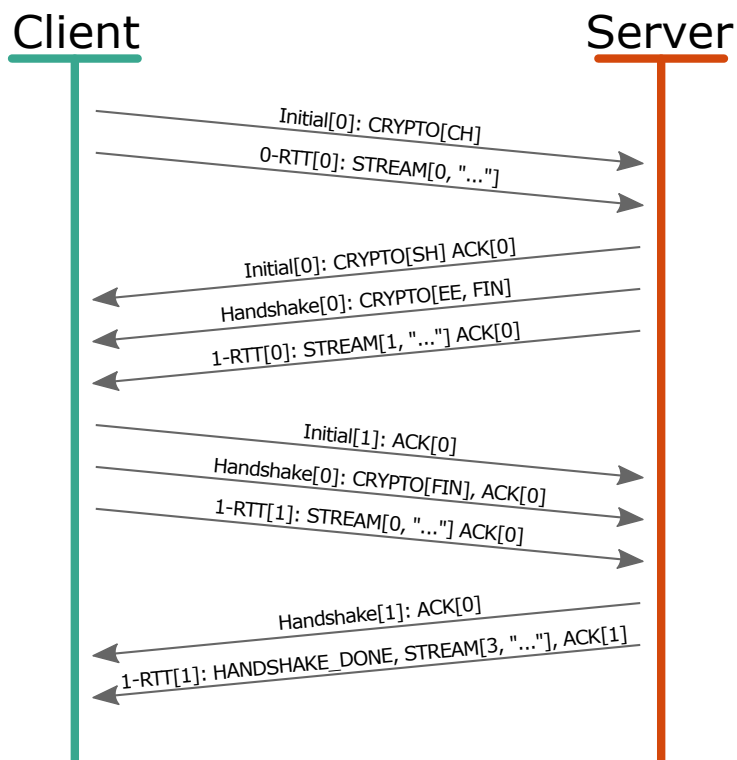 Client
Server
Initial[0]: CRYPTO[CH]
0-RTT[0]: STREAM[0, "..."]
Initial[0]: CRYPTO[SH] ACK[0]
Handshake[0]: CRYPTO[EE, FIN]
1-RTT[0]: STREAM[1, "..."] ACK[0]
Initial[1]: ACK[0]
Handshake[0]: CRYPTO[FIN], ACK[0]
1-RTT[1]: STREAM[0, "..."] ACK[0]
Handshake[1]: ACK[0]
1-RTT[1]: HANDSHAKE_DONE, STREAM[3, "..."], ACK[1]